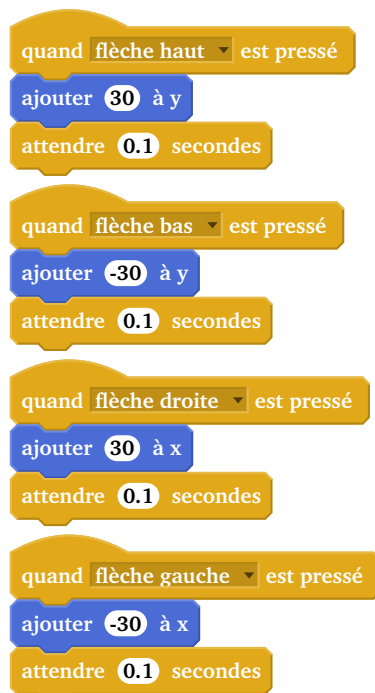 quand flèche haut est pressé
ajouter 30 à y
attendre 0.1 secondes
quand flèche bas est pressé
ajouter -30 à y
attendre 0.1 secondes
quand flèche droite est pressé
ajouter 30 à x
attendre 0.1 secondes
quand flèche gauche est pressé
ajouter -30 à x
attendre 0.1 secondes